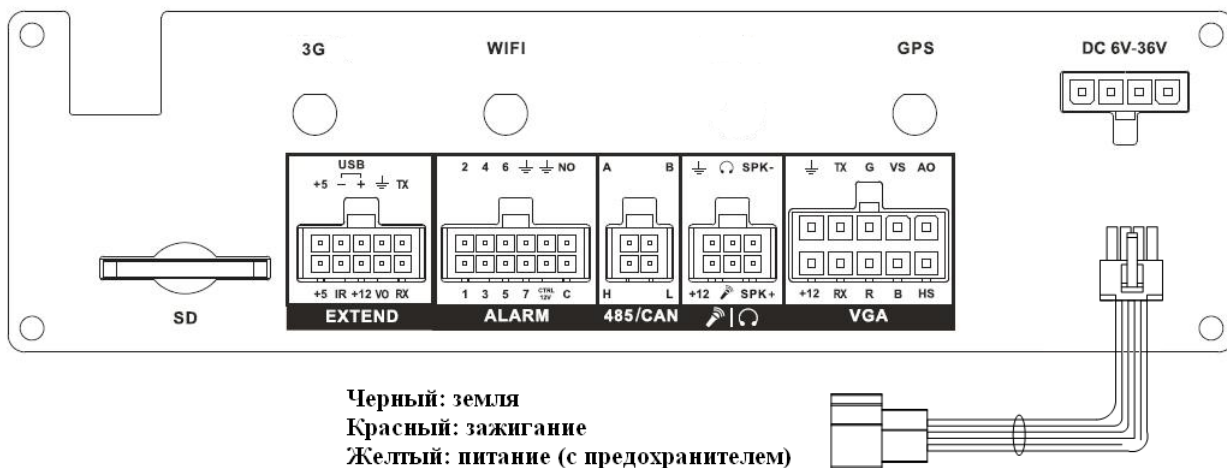 3G WIFI GPS DC 6V-36V
USB
+5 − + ⏚ TX
2 4 6 ⏚ ⏚ NO
A B
⏚ 🎧 SPK-
⏚ TX G VS AO
+5 IR +12 VO RX
1 3 5 7 CTRL 12V C
H L
+12 🎤 SPK+
+12 RX R B HS
SD
EXTEND ALARM 485/CAN 🎤|🎧 VGA
Черный: земля
Красный: зажигание
Желтый: питание (с предохранителем)